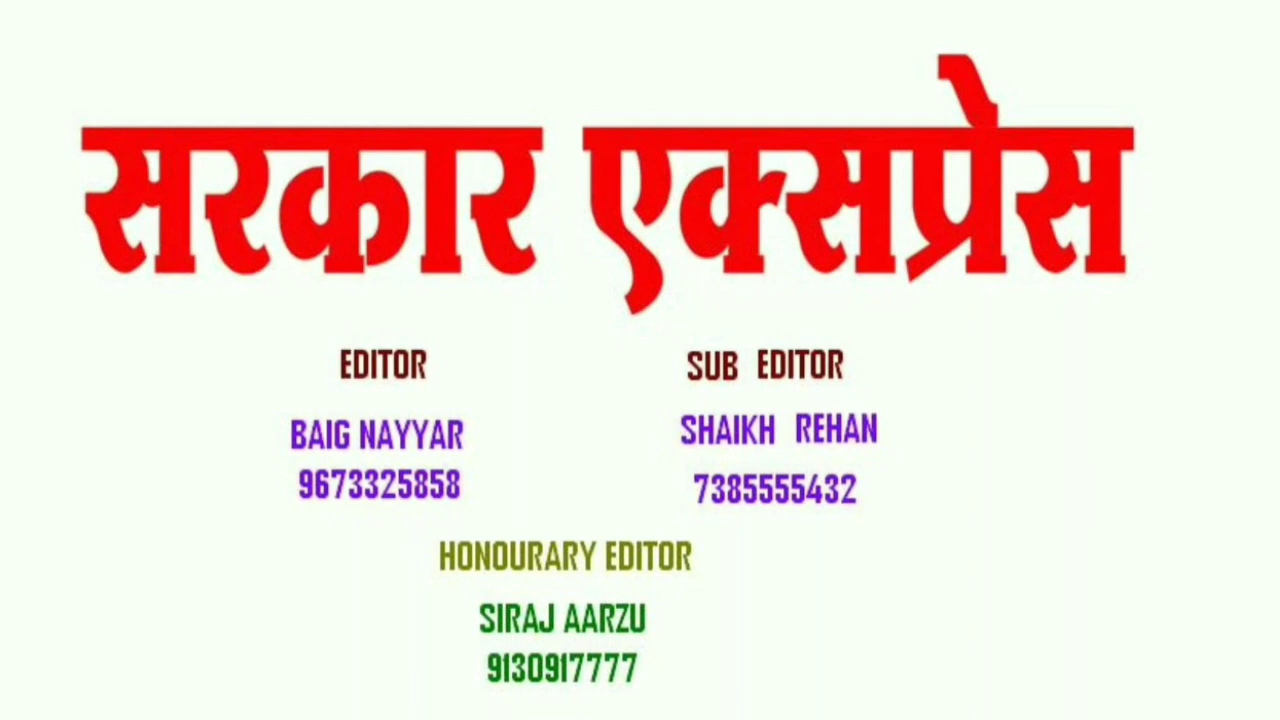 सरकार एक्सप्रेस
EDITOR
BAIG NAYYAR
9673325858
SUB EDITOR
SHAIKH REHAN
7385555432
HONOURARY EDITOR
SIRAJ AARZU
9130917777